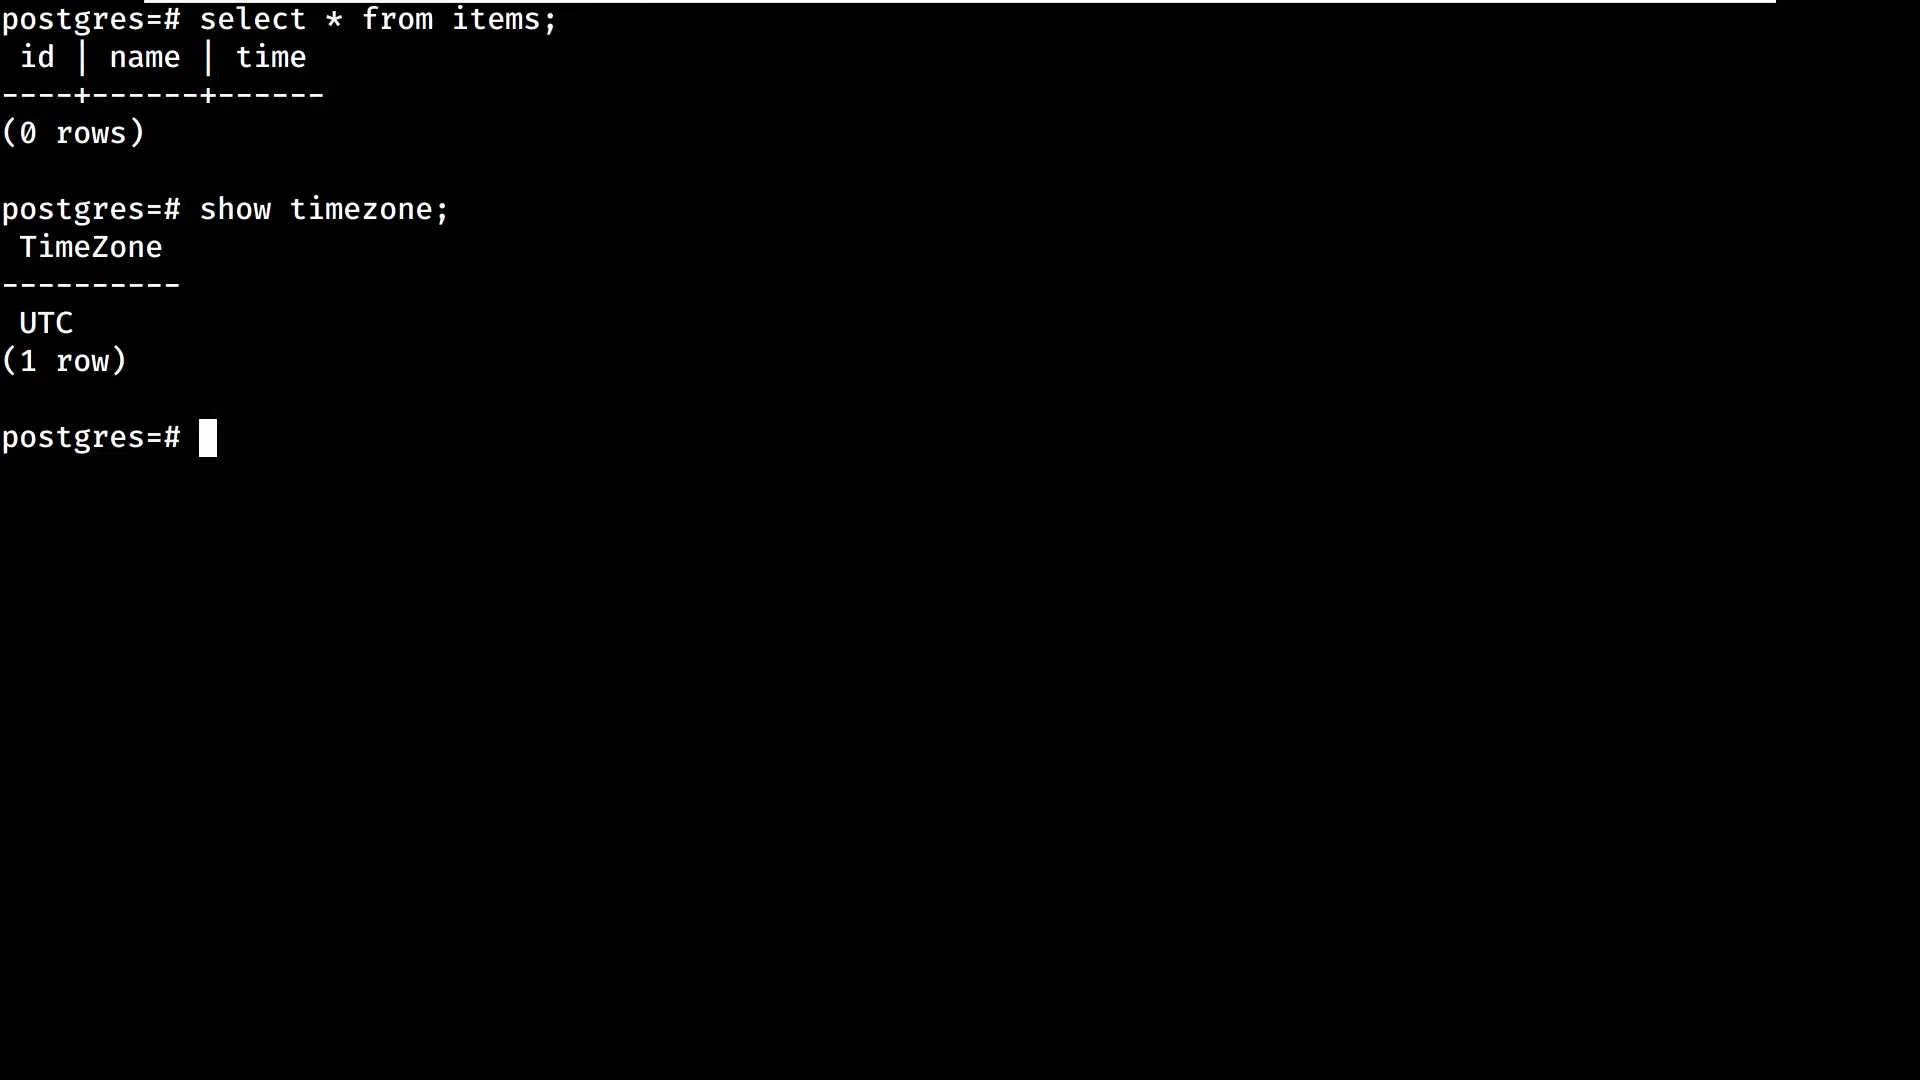 postgres=# select * from items;
 id | name | time
----+------+------
(0 rows)

postgres=# show timezone;
 TimeZone
----------
 UTC
(1 row)

postgres=#